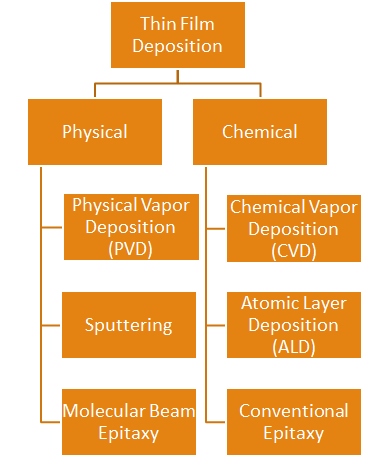 Thin Film
Deposition
Physical
Chemical
Physical Vapor
Deposition
(PVD)
Chemical Vapor
Deposition
(CVD)
Sputtering
Atomic Layer
Deposition
(ALD)
Molecular Beam
Epitaxy
Conventional
Epitaxy